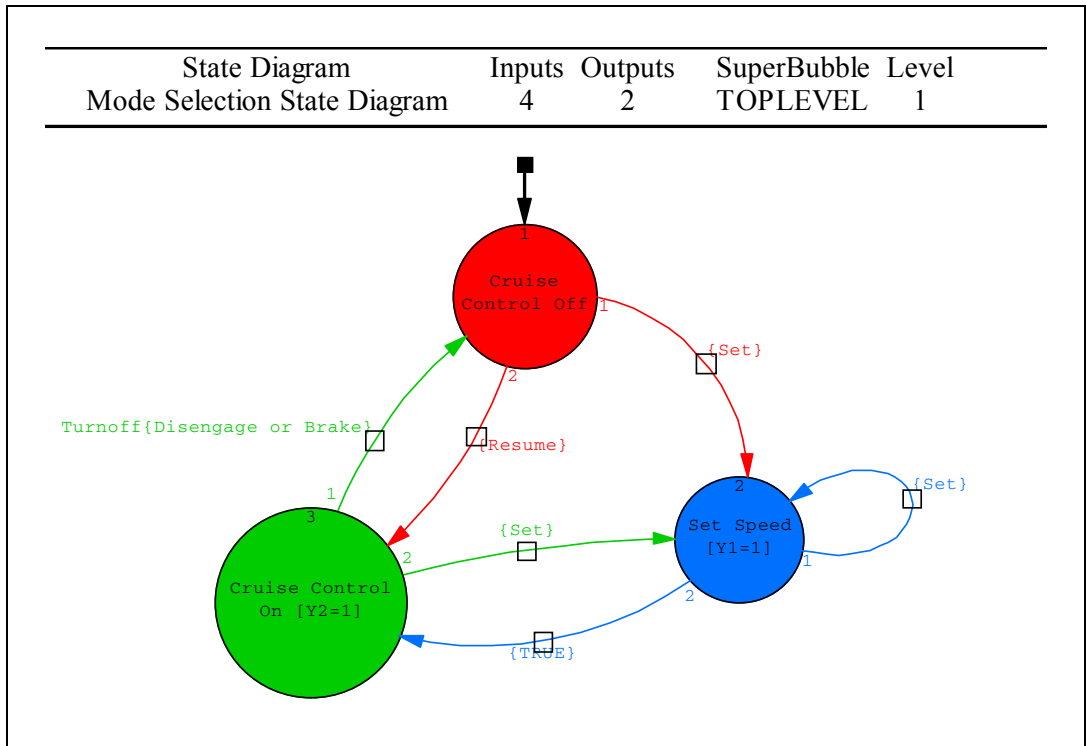 State Diagram Inputs Outputs SuperBubble Level
Mode Selection State Diagram 4 2 TOPLEVEL 1
1
Cruise
Control Off
1
{Set}
2
Turnoff{Disengage or Brake}
{Resume}
1
3
2
{Set}
2
Set Speed
[Y1=1]
{Set}
1
2
Cruise Control
On [Y2=1]
{TRUE}